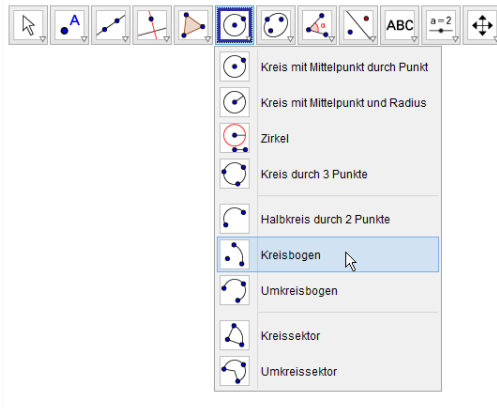 A
α
ABC
a=2
Kreis mit Mittelpunkt durch Punkt
Kreis mit Mittelpunkt und Radius
Zirkel
Kreis durch 3 Punkte
Halbkreis durch 2 Punkte
Kreisbogen
Umkreisbogen
Kreissektor
Umkreissektor